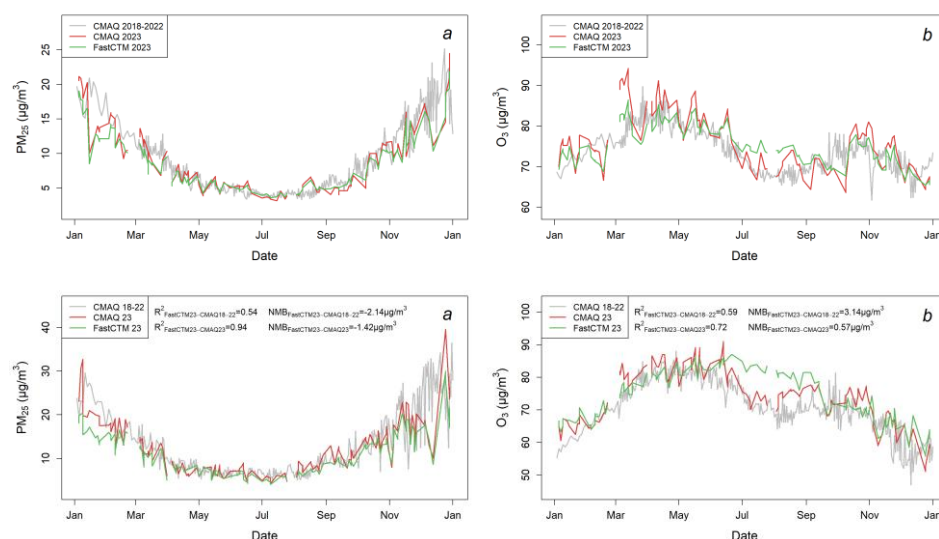 CMAQ 2018-2022
CMAQ 2023
FastCTM 2023
a
PM25 (μg/m3)
25
20
15
10
5
Jan Mar May Jul Sep Nov Jan
Date
CMAQ 2018-2022
CMAQ 2023
FastCTM 2023
b
O3 (μg/m3)
100
90
80
70
60
Jan Mar May Jul Sep Nov Jan
Date
CMAQ 18-22
CMAQ 23
FastCTM 23
R2FastCTM23-CMAQ18-22=0.54 NMBFastCTM23-CMAQ18-22=-2.14μg/m3
R2FastCTM23-CMAQ23=0.94 NMBFastCTM23-CMAQ23=-1.42μg/m3
a
PM25 (μg/m3)
40
30
20
10
Jan Mar May Jul Sep Nov Jan
Date
CMAQ 18-22
CMAQ 23
FastCTM 23
R2FastCTM23-CMAQ18-22=0.59 NMBFastCTM23-CMAQ18-22=3.14μg/m3
R2FastCTM23-CMAQ23=0.72 NMBFastCTM23-CMAQ23=0.57μg/m3
b
O3 (μg/m3)
100
90
80
70
60
50
Jan Mar May Jul Sep Nov Jan
Date